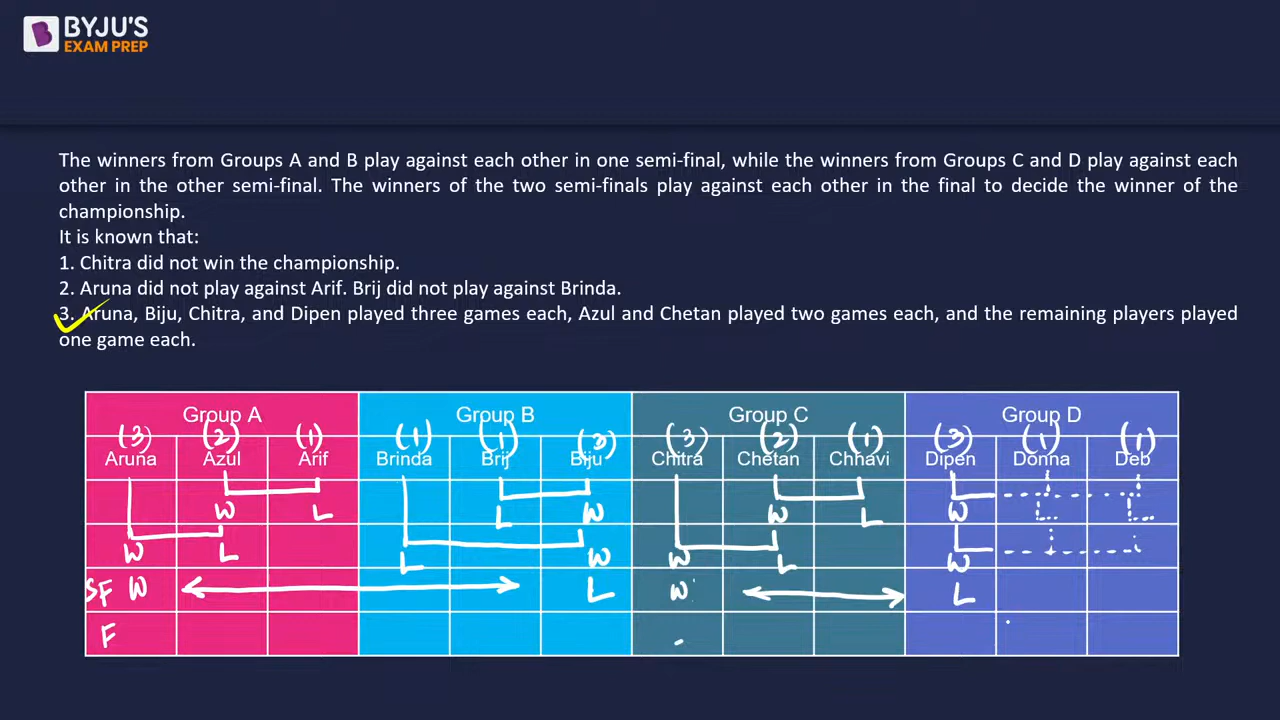 BYJU'S
EXAM PREP
The winners from Groups A and B play against each other in one semi-final, while the winners from Groups C and D play against each
other in the other semi-final. The winners of the two semi-finals play against each other in the final to decide the winner of the
championship.
It is known that:
1. Chitra did not win the championship.
2. Aruna did not play against Arif. Brij did not play against Brinda.
3. Aruna, Biju, Chitra, and Dipen played three games each, Azul and Chetan played two games each, and the remaining players played
one game each.
Group A Group B Group C Group D
(3) (2) (1) (1) (1) (3) (3) (2) (1) (3) (1) (1)
Aruna Azul Arif Brinda Brij Biju Chitra Chetan Chhavi Dipen Donna Deb
W L L W W L W L L
W L L W W L W
SF W L W L
F